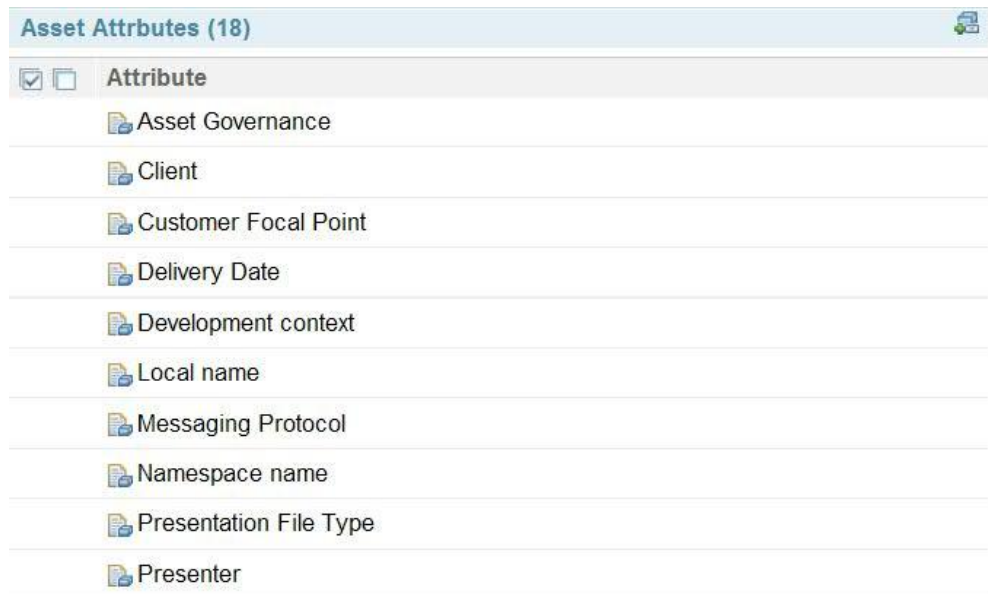 Asset Attrbutes (18)
Attribute
Asset Governance
Client
Customer Focal Point
Delivery Date
Development context
Local name
Messaging Protocol
Namespace name
Presentation File Type
Presenter